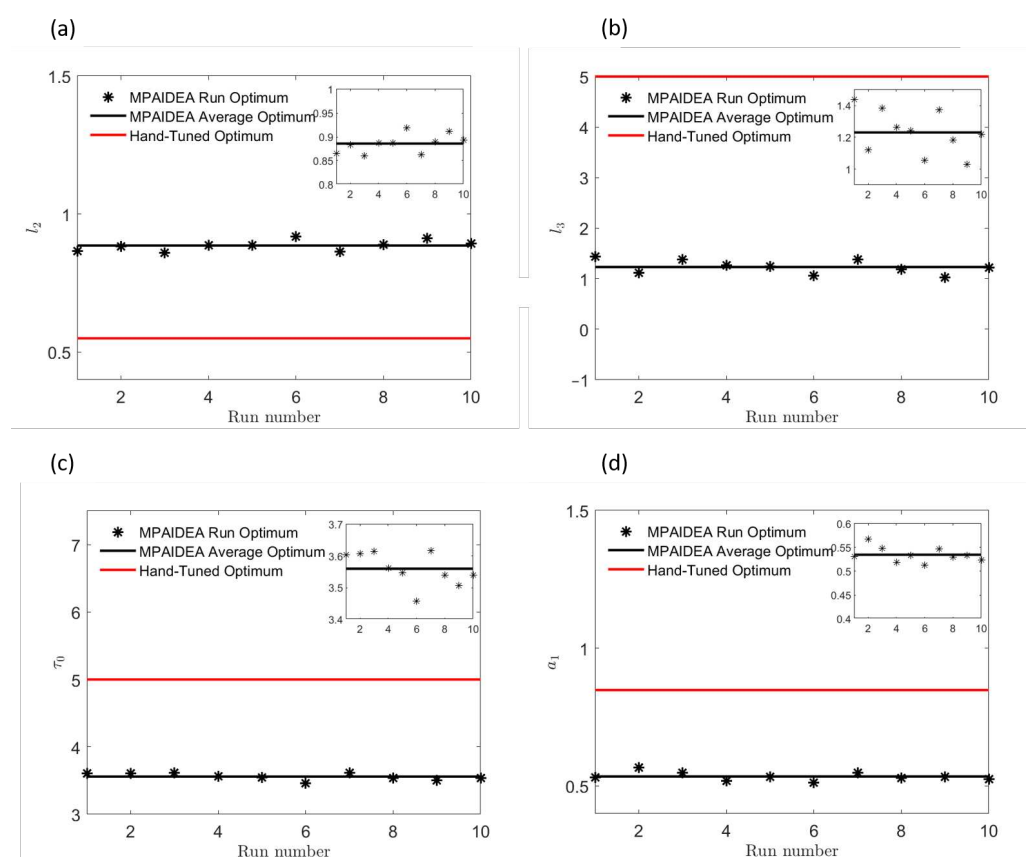 (a)
1.5
1
0.5
l₂
MPAIDEA Run Optimum
MPAIDEA Average Optimum
Hand-Tuned Optimum
1
0.95
0.9
0.85
0.8
2 4 6 8 10
2 4 6 8 10
Run number
(b)
5
4
3
2
1
0
−1
l₃
MPAIDEA Run Optimum
MPAIDEA Average Optimum
Hand-Tuned Optimum
1.4
1.2
1
2 4 6 8 10
2 4 6 8 10
Run number
(c)
7
6
5
4
3
τ₀
MPAIDEA Run Optimum
MPAIDEA Average Optimum
Hand-Tuned Optimum
3.7
3.6
3.5
3.4
2 4 6 8 10
2 4 6 8 10
Run number
(d)
1.5
1
0.5
a₁
MPAIDEA Run Optimum
MPAIDEA Average Optimum
Hand-Tuned Optimum
0.6
0.55
0.5
0.45
0.4
2 4 6 8 10
2 4 6 8 10
Run number